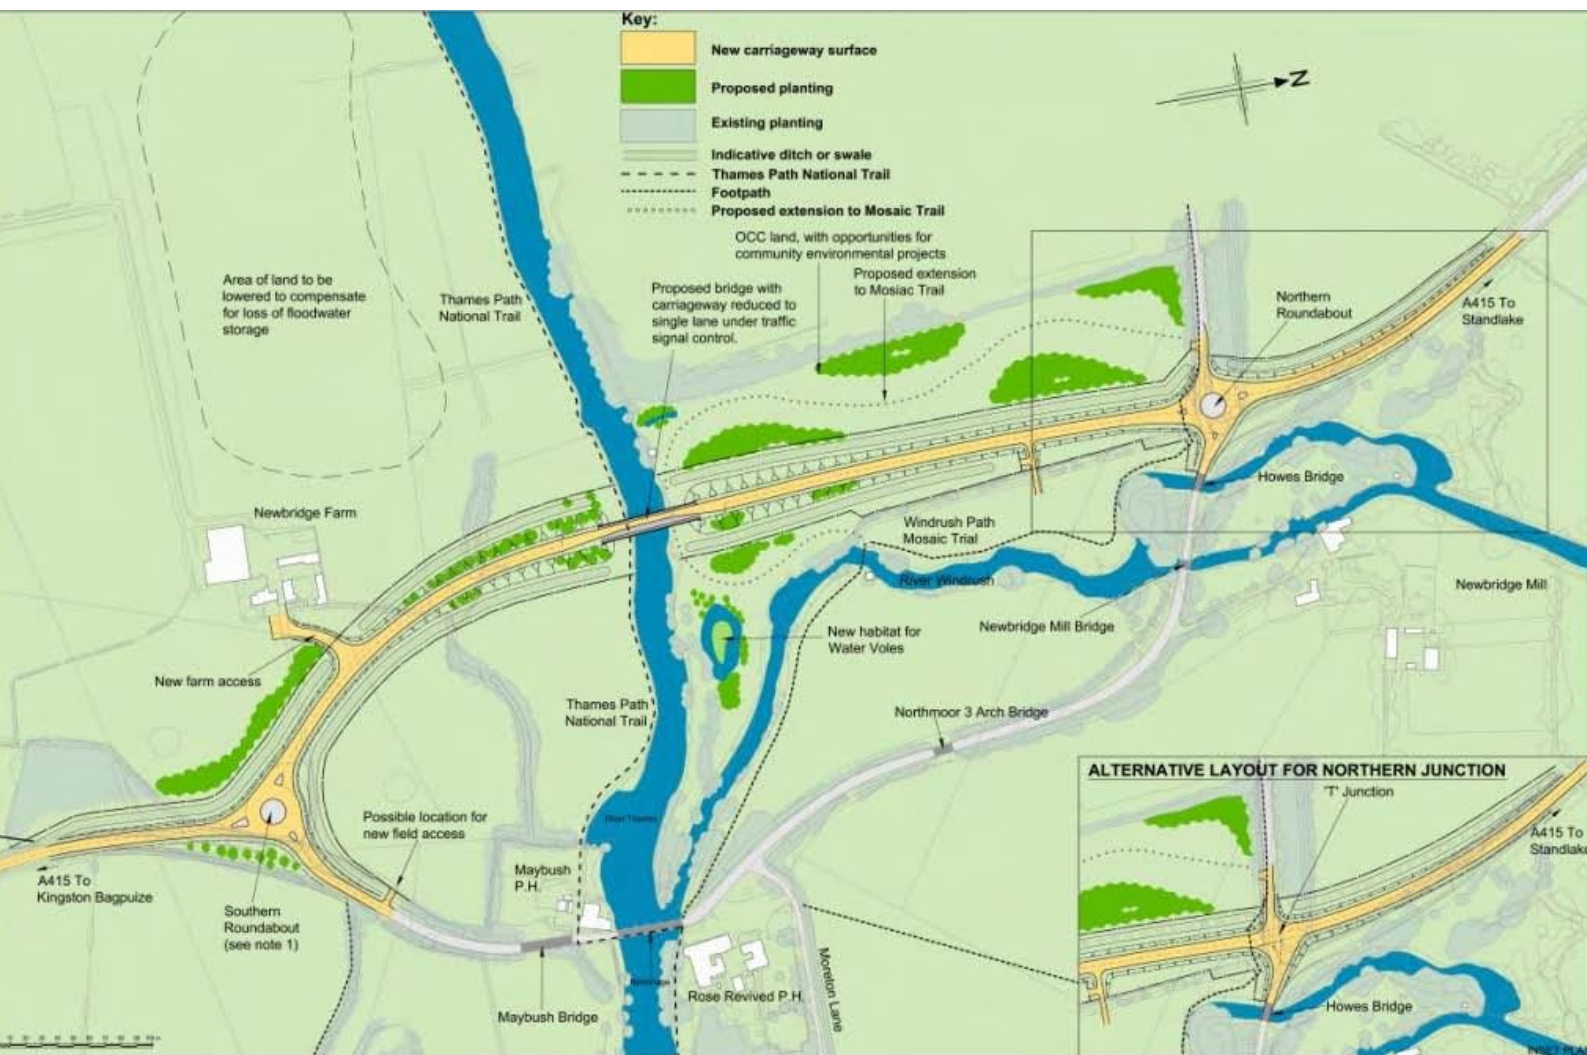 Key:
New carriageway surface
Proposed planting
Existing planting
Indicative ditch or swale
Thames Path National Trail
Footpath
Proposed extension to Mosaic Trail
N
OCC land, with opportunities for
community environmental projects
Proposed extension
to Mosiac Trail
Proposed bridge with
carriageway reduced to
single lane under traffic
signal control.
Area of land to be
lowered to compensate
for loss of floodwater
storage
Thames Path
National Trail
Northern
Roundabout
A415 To
Standlake
Howes Bridge
Newbridge Farm
Windrush Path
Mosaic Trial
River Windrush
Newbridge Mill
Newbridge Mill Bridge
New habitat for
Water Voles
New farm access
Thames Path
National Trail
Northmoor 3 Arch Bridge
Possible location for
new field access
River Thames
Maybush
P.H.
A415 To
Kingston Bagpuize
Southern
Roundabout
(see note 1)
Maybush Bridge
Rose Revived P.H.
Moreton Lane
ALTERNATIVE LAYOUT FOR NORTHERN JUNCTION
'T' Junction
A415 To
Standlake
Howes Bridge